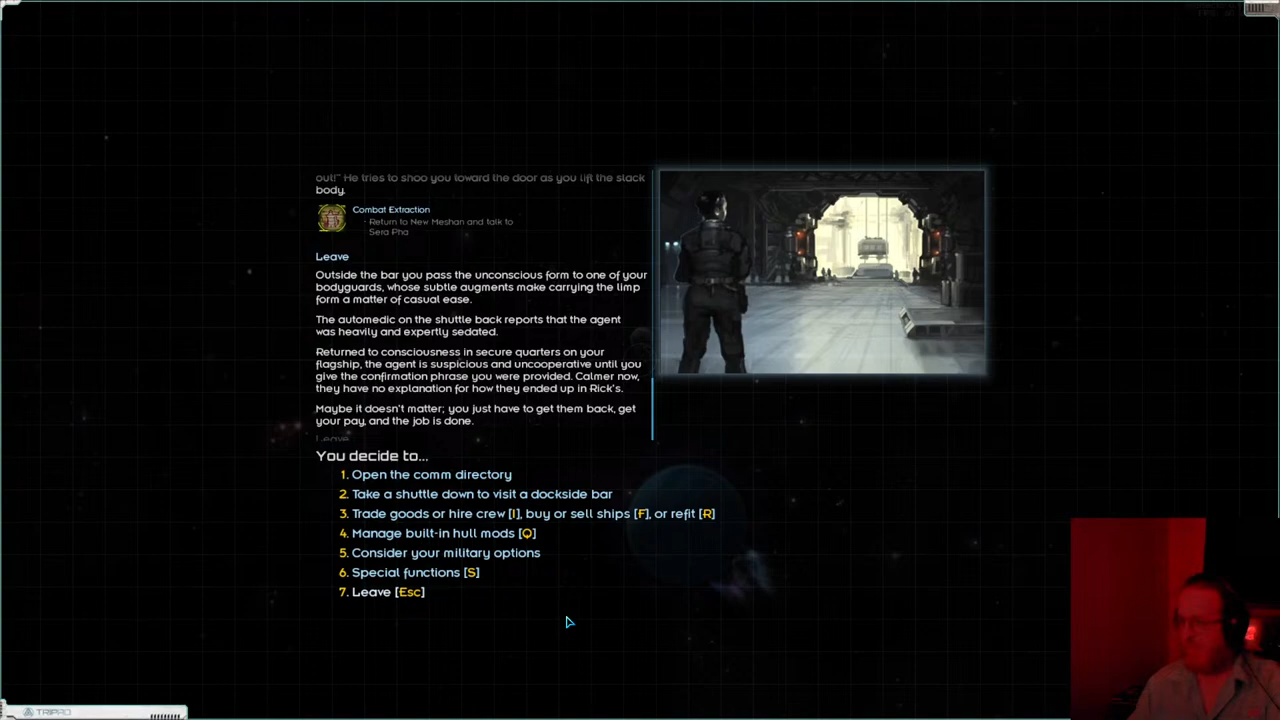 out!" He tries to shoo you toward the door as you lift the slack
body.
Combat Extraction
- Return to New Meshan and talk to
Sera Pha
Leave
Outside the bar you pass the unconscious form to one of your
bodyguards, whose subtle augments make carrying the limp
form a matter of casual ease.
The automedic on the shuttle back reports that the agent
was heavily and expertly sedated.
Returned to consciousness in secure quarters on your
flagship, the agent is suspicious and uncooperative until you
give the confirmation phrase you were provided. Calmer now,
they have no explanation for how they ended up in Rick's.
Maybe it doesn't matter; you just have to get them back, get
your pay, and the job is done.
Leave
You decide to...
1. Open the comm directory
2. Take a shuttle down to visit a dockside bar
3. Trade goods or hire crew [I], buy or sell ships [F], or refit [R]
4. Manage built-in hull mods [Q]
5. Consider your military options
6. Special functions [S]
7. Leave [Esc]
TRIPAD